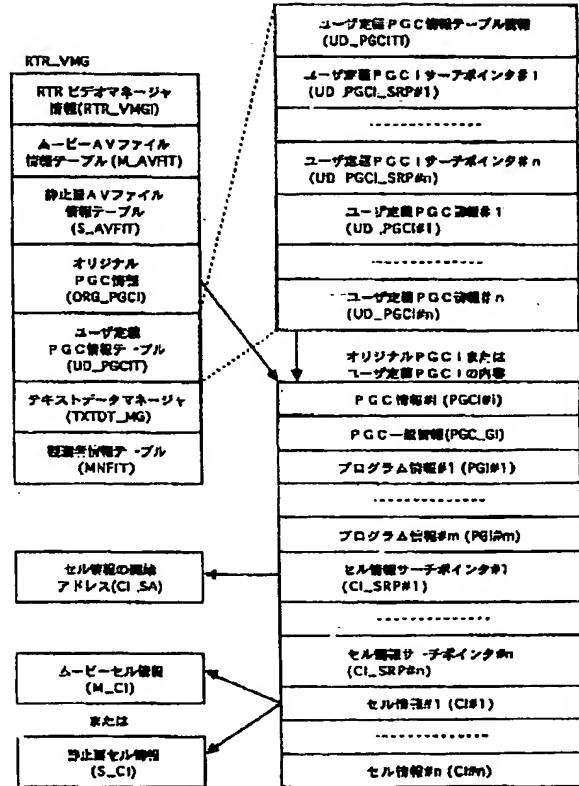 RTR_VMG
RTRビデオマネージャ
情報(RTR_VMGI)
ムービーAVファイル
情報テーブル(M_AVFIT)
静止画AVファイル
情報テーブル
(S_AVFIT)
オリジナル
PGC情報
(ORG_PGCI)
ユーザ定義
PGC情報テーブル
(UD_PGCIT)
テキストデータマネージャ
(TXTDT_MG)
製造者情報テーブル
(MNFIT)
ユーザ定義PGC情報テーブル情報
(UD_PGCITI)
ユーザ定義PGCIサーチポインタ#1
(UD_PGCI_SRP#1)
ユーザ定義PGCIサーチポインタ#n
(UD_PGCI_SRP#n)
ユーザ定義PGC情報#1
(UD_PGCI#1)
ユーザ定義PGC情報#n
(UD_PGCI#n)
オリジナルPGCIまたは
ユーザ定義PGCIの内容
PGC情報#i(PGCI#i)
PGC一般情報(PGC_GI)
プログラム情報#1(PGI#1)
プログラム情報#m(PGI#m)
セル情報サーチポインタ#1
(CI_SRP#1)
セル情報サーチポインタ#n
(CI_SRP#n)
セル情報#1(CI#1)
セル情報#n(CI#n)
セル情報の開始
アドレス(CI_SA)
ムービーセル情報
(M_CI)
または
静止画セル情報
(S_CI)